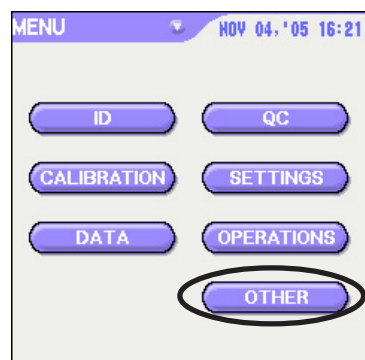 MENU NOV 04,'05 16:21
ID QC
CALIBRATION SETTINGS
DATA OPERATIONS
OTHER